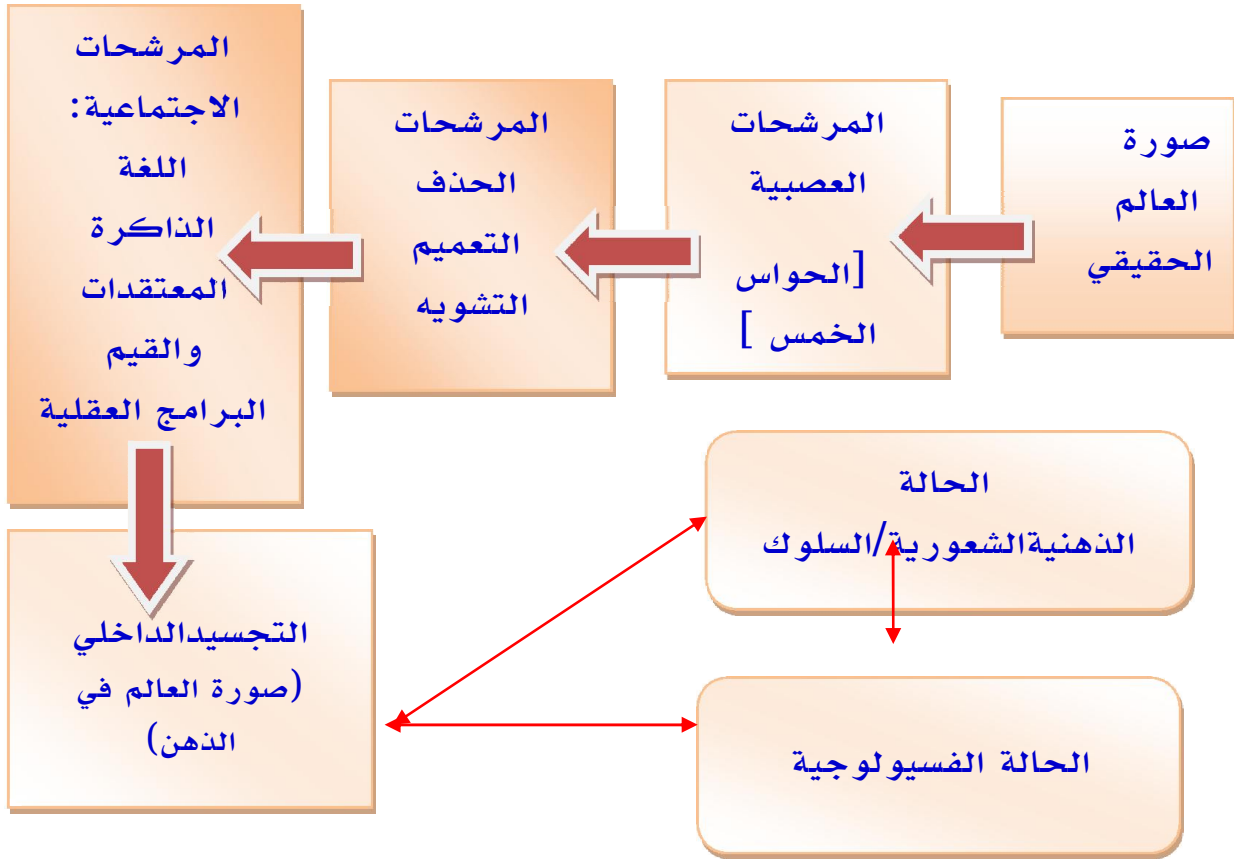 صورة
العالم
الحقيقي
المرشحات
العصبية
[الحواس
الخمس ]
المرشحات
الحذف
التعميم
التشويه
المرشحات
الاجتماعية:
اللغة
الذاكرة
المعتقدات
والقيم
البرامج العقلية
التجسيدالداخلي
(صورة العالم في
الذهن)
الحالة
الذهنيةالشعورية/السلوك
الحالة الفسيولوجية